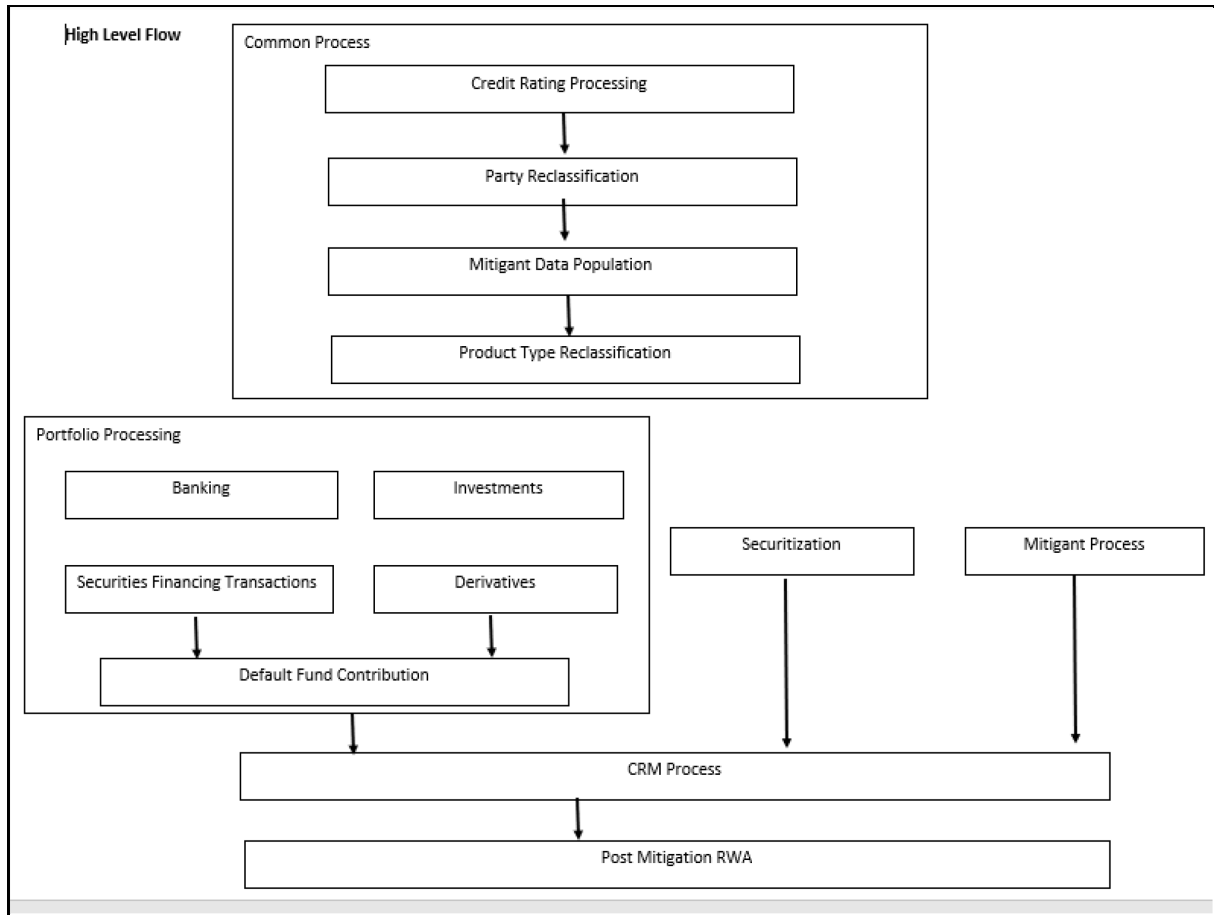 High Level Flow
Common Process
Credit Rating Processing
Party Reclassification
Mitigant Data Population
Product Type Reclassification
Portfolio Processing
Banking
Investments
Securitization
Mitigant Process
Securities Financing Transactions
Derivatives
Default Fund Contribution
CRM Process
Post Mitigation RWA